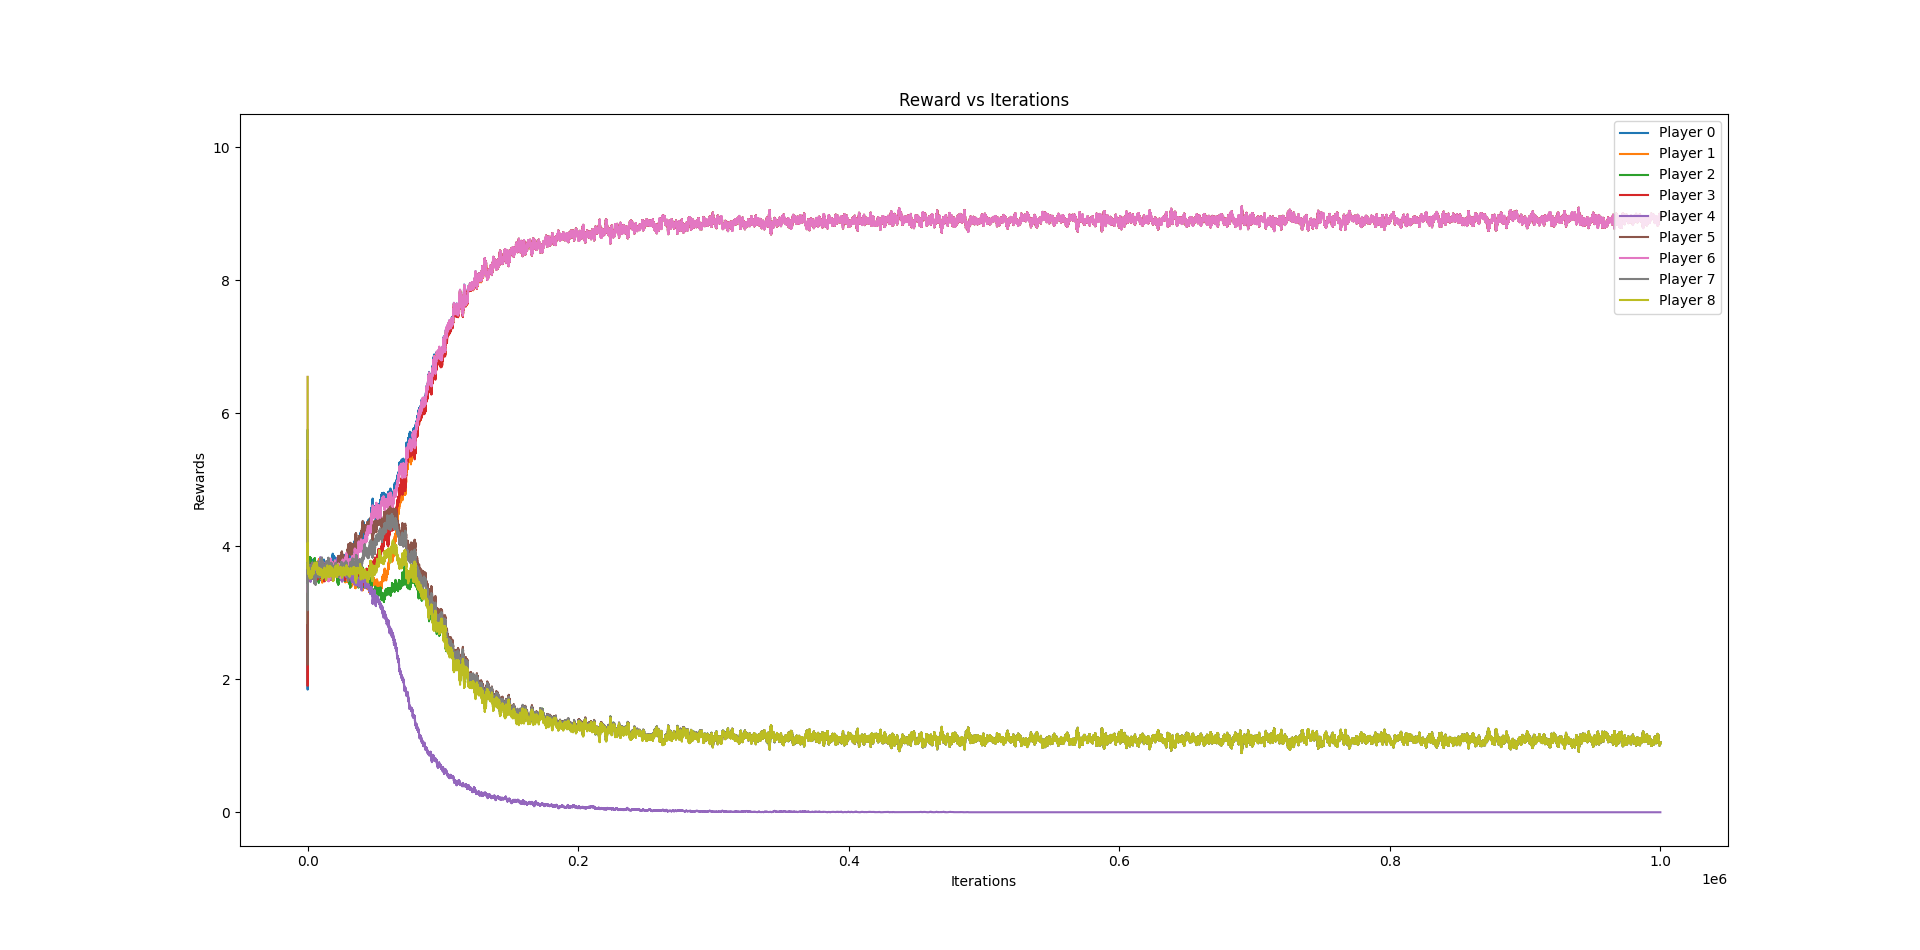 Reward vs Iterations
Rewards
10
8
6
4
2
0
Player 0
Player 1
Player 2
Player 3
Player 4
Player 5
Player 6
Player 7
Player 8
0.0 0.2 0.4 0.6 0.8 1.0
1e6
Iterations